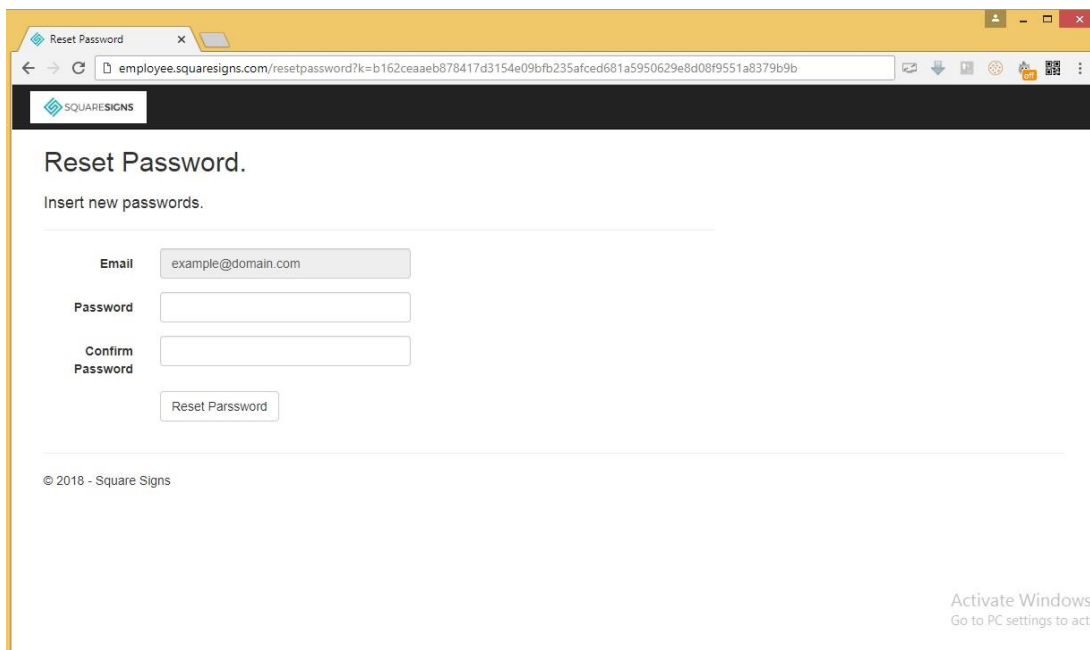 Reset Password
employee.squaresigns.com/resetpassword?k=b162ceaaeb878417d3154e09bfb235afced681a5950629e8d08f9551a8379b9b
off
SQUARESIGNS
Reset Password.
Insert new passwords.
Email example@domain.com
Password
Confirm
Password
Reset Parssword
© 2018 - Square Signs
Activate Windows
Go to PC settings to act